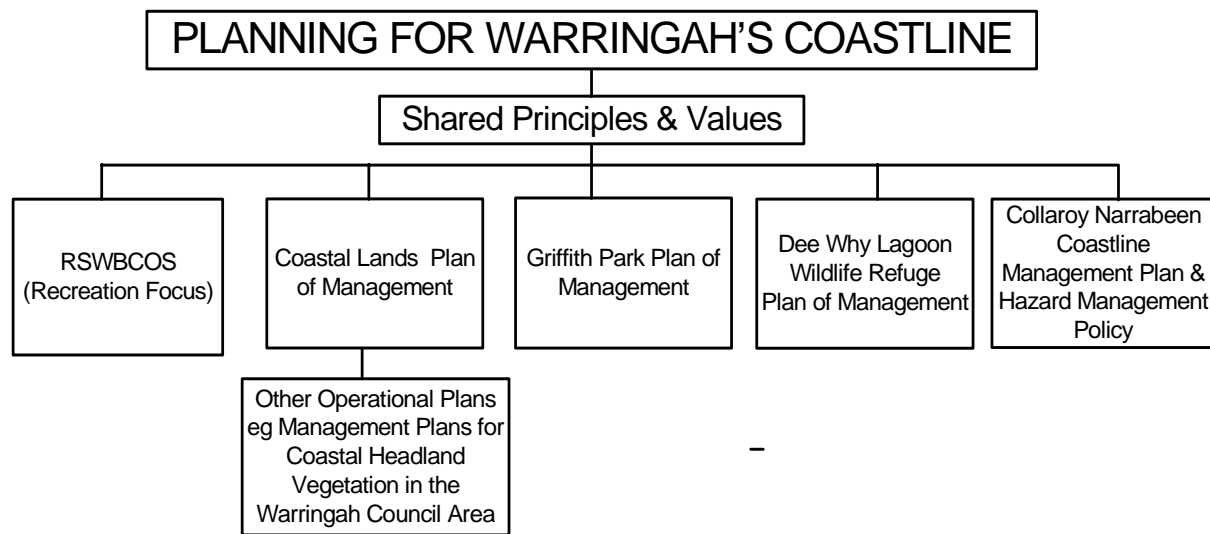 PLANNING FOR WARRINGAH'S COASTLINE
Shared Principles & Values
RSWBCOS
(Recreation Focus)
Coastal Lands Plan
of Management
Griffith Park Plan of
Management
Dee Why Lagoon
Wildlife Refuge
Plan of Management
Collaroy Narrabeen
Coastline
Management Plan &
Hazard Management
Policy
Other Operational Plans
eg Management Plans for
Coastal Headland
Vegetation in the
Warringah Council Area
–